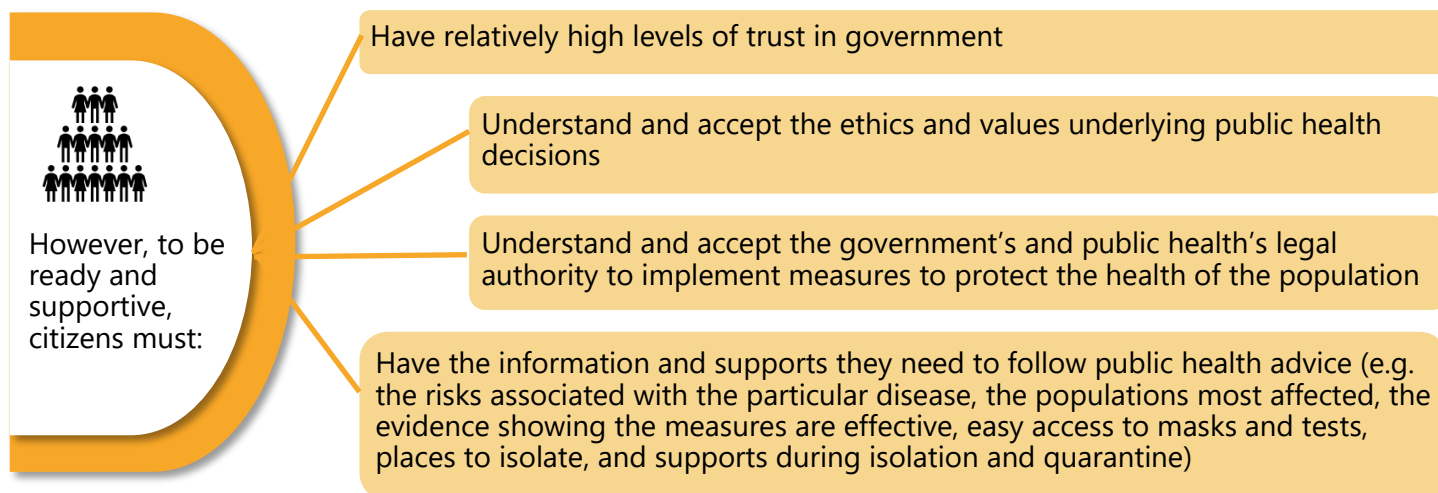 However, to be
ready and
supportive,
citizens must:
Have relatively high levels of trust in government
Understand and accept the ethics and values underlying public health
decisions
Understand and accept the government’s and public health’s legal
authority to implement measures to protect the health of the population
Have the information and supports they need to follow public health advice (e.g.
the risks associated with the particular disease, the populations most affected, the
evidence showing the measures are effective, easy access to masks and tests,
places to isolate, and supports during isolation and quarantine)